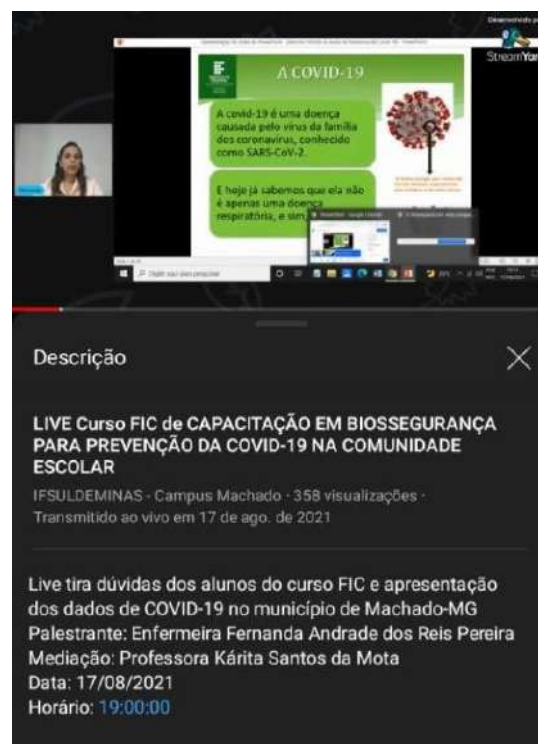 Desenvolvido po
StreamYar
A COVID-19
A covid-19 é uma doença
causada pelo vírus da família
dos coronavírus, conhecido
como SARS-CoV-2.
E hoje já sabemos que ela não
é apenas uma doença
respiratória, e sim,
Descrição
LIVE Curso FIC de CAPACITAÇÃO EM BIOSSEGURANÇA
PARA PREVENÇÃO DA COVID-19 NA COMUNIDADE
ESCOLAR
IFSULDEMINAS - Campus Machado · 358 visualizações ·
Transmitido ao vivo em 17 de ago. de 2021
Live tira dúvidas dos alunos do curso FIC e apresentação
dos dados de COVID-19 no município de Machado-MG
Palestrante: Enfermeira Fernanda Andrade dos Reis Pereira
Mediação: Professora Kárita Santos da Mota
Data: 17/08/2021
Horário: 19:00:00